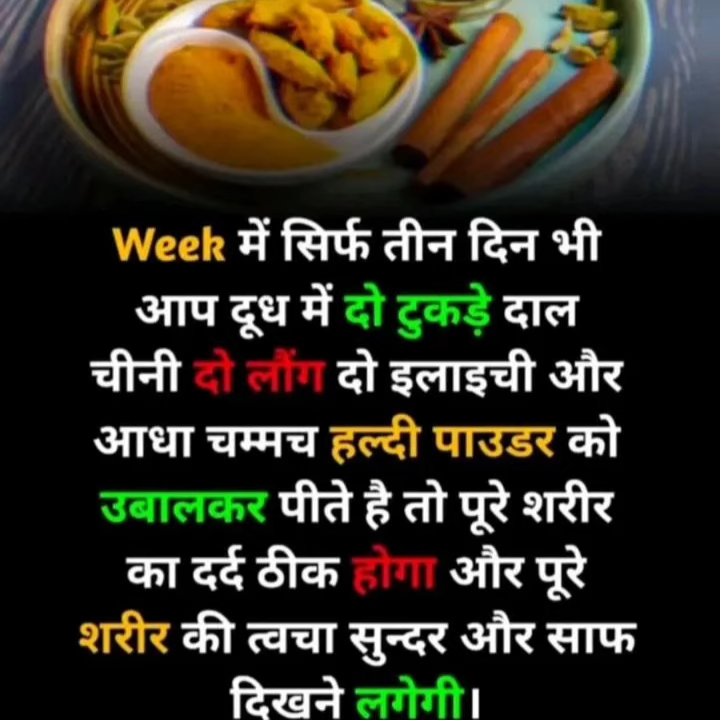 Week में सिर्फ तीन दिन भी
आप दूध में दो टुकड़े दाल
चीनी दो लौंग दो इलाइची और
आधा चम्मच हल्दी पाउडर को
उबालकर पीते है तो पूरे शरीर
का दर्द ठीक होगा और पूरे
शरीर की त्वचा सुन्दर और साफ
दिखने लगेगी।